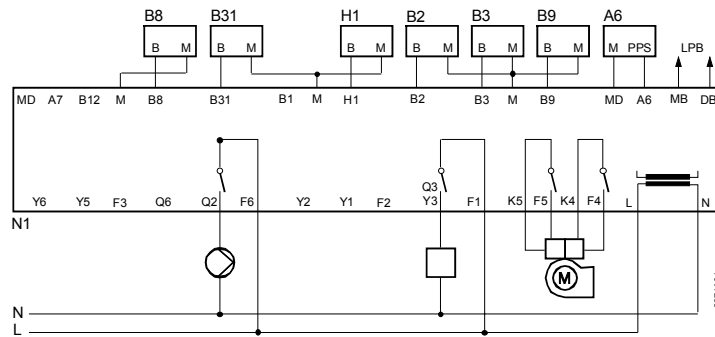 B8 B31 H1 B2 B3 B9 A6
B M B M B M B M B M B M M PPS LPB
MD A7 B12 M B8 B31 B1 M H1 B2 B3 M B9 MD A6 MB DB
Q3
Y6 Y5 F3 Q6 Q2 F6 Y2 Y1 F2 Y3 F1 K5 F5 K4 F4 L N
N1
M
N
L